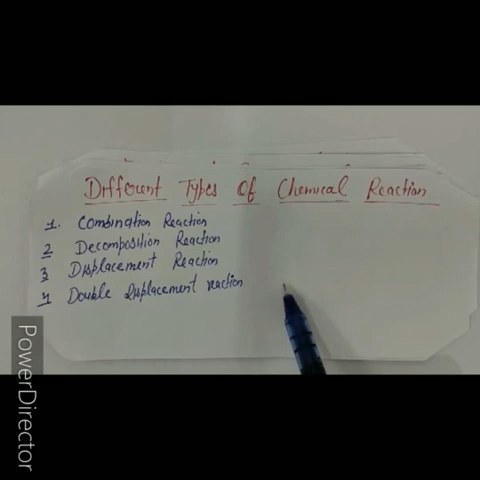 Different Types Of Chemical Reaction
1. Combination Reaction
2 Decomposition Reaction
3 Displacement Reaction
4 Double displacement reaction
PowerDirector